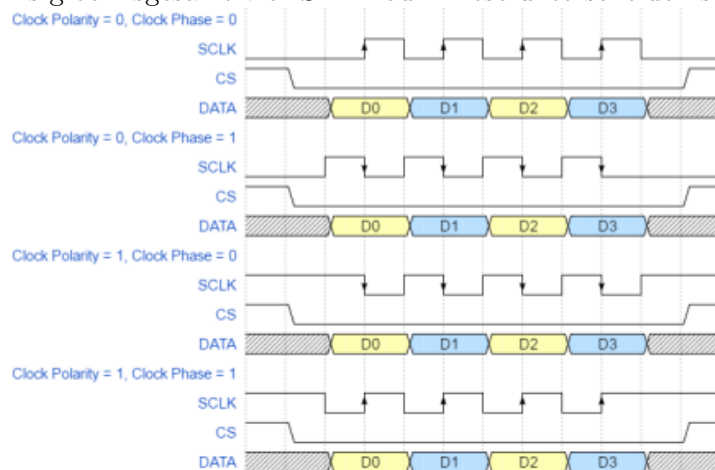 Clock Polarity = 0, Clock Phase = 0
SCLK
CS
DATA D0 D1 D2 D3
Clock Polarity = 0, Clock Phase = 1
SCLK
CS
DATA D0 D1 D2 D3
Clock Polarity = 1, Clock Phase = 0
SCLK
CS
DATA D0 D1 D2 D3
Clock Polarity = 1, Clock Phase = 1
SCLK
CS
DATA D0 D1 D2 D3